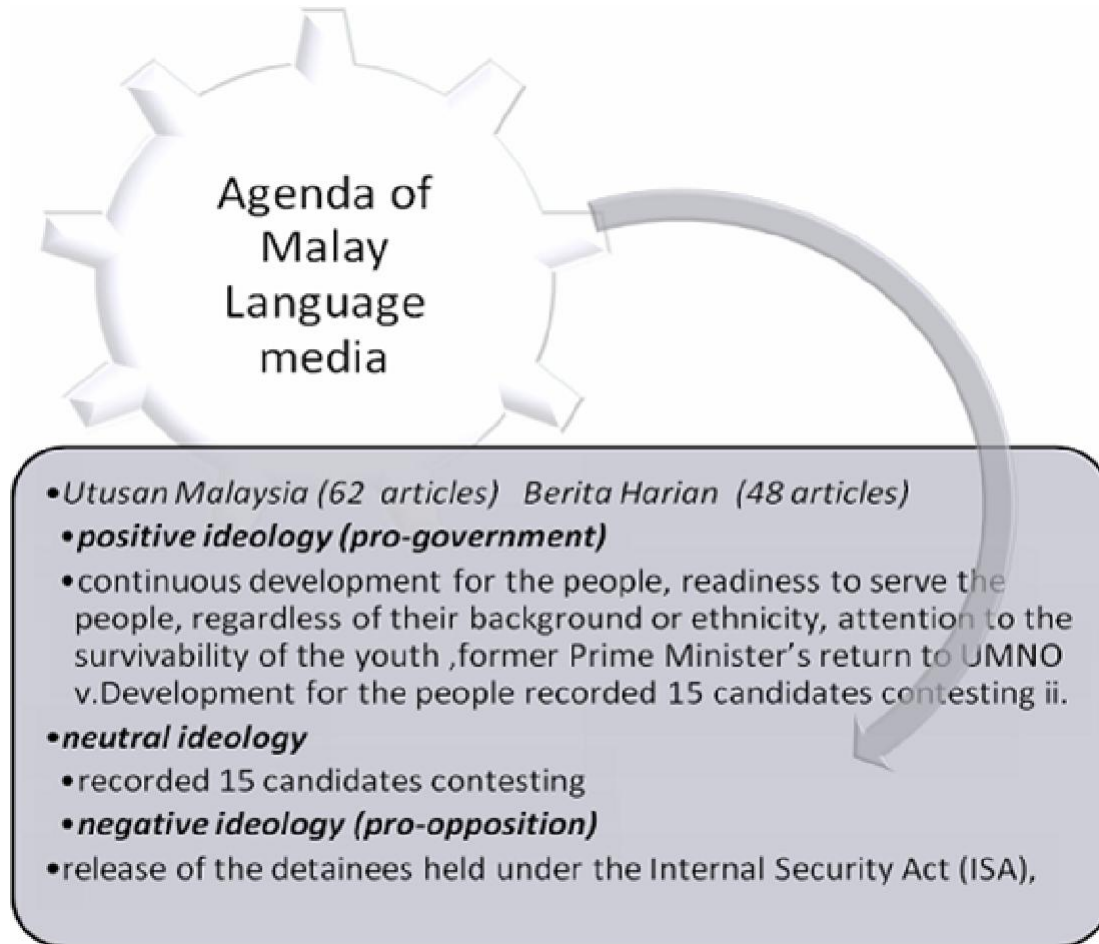 Agenda of
Malay
Language
media
•Utusan Malaysia (62 articles) Berita Harian (48 articles)
•positive ideology (pro-government)
•continuous development for the people, readiness to serve the
people, regardless of their background or ethnicity, attention to the
survivability of the youth ,former Prime Minister's return to UMNO
v.Development for the people recorded 15 candidates contesting ii.
•neutral ideology
•recorded 15 candidates contesting
•negative ideology (pro-opposition)
•release of the detainees held under the Internal Security Act (ISA),